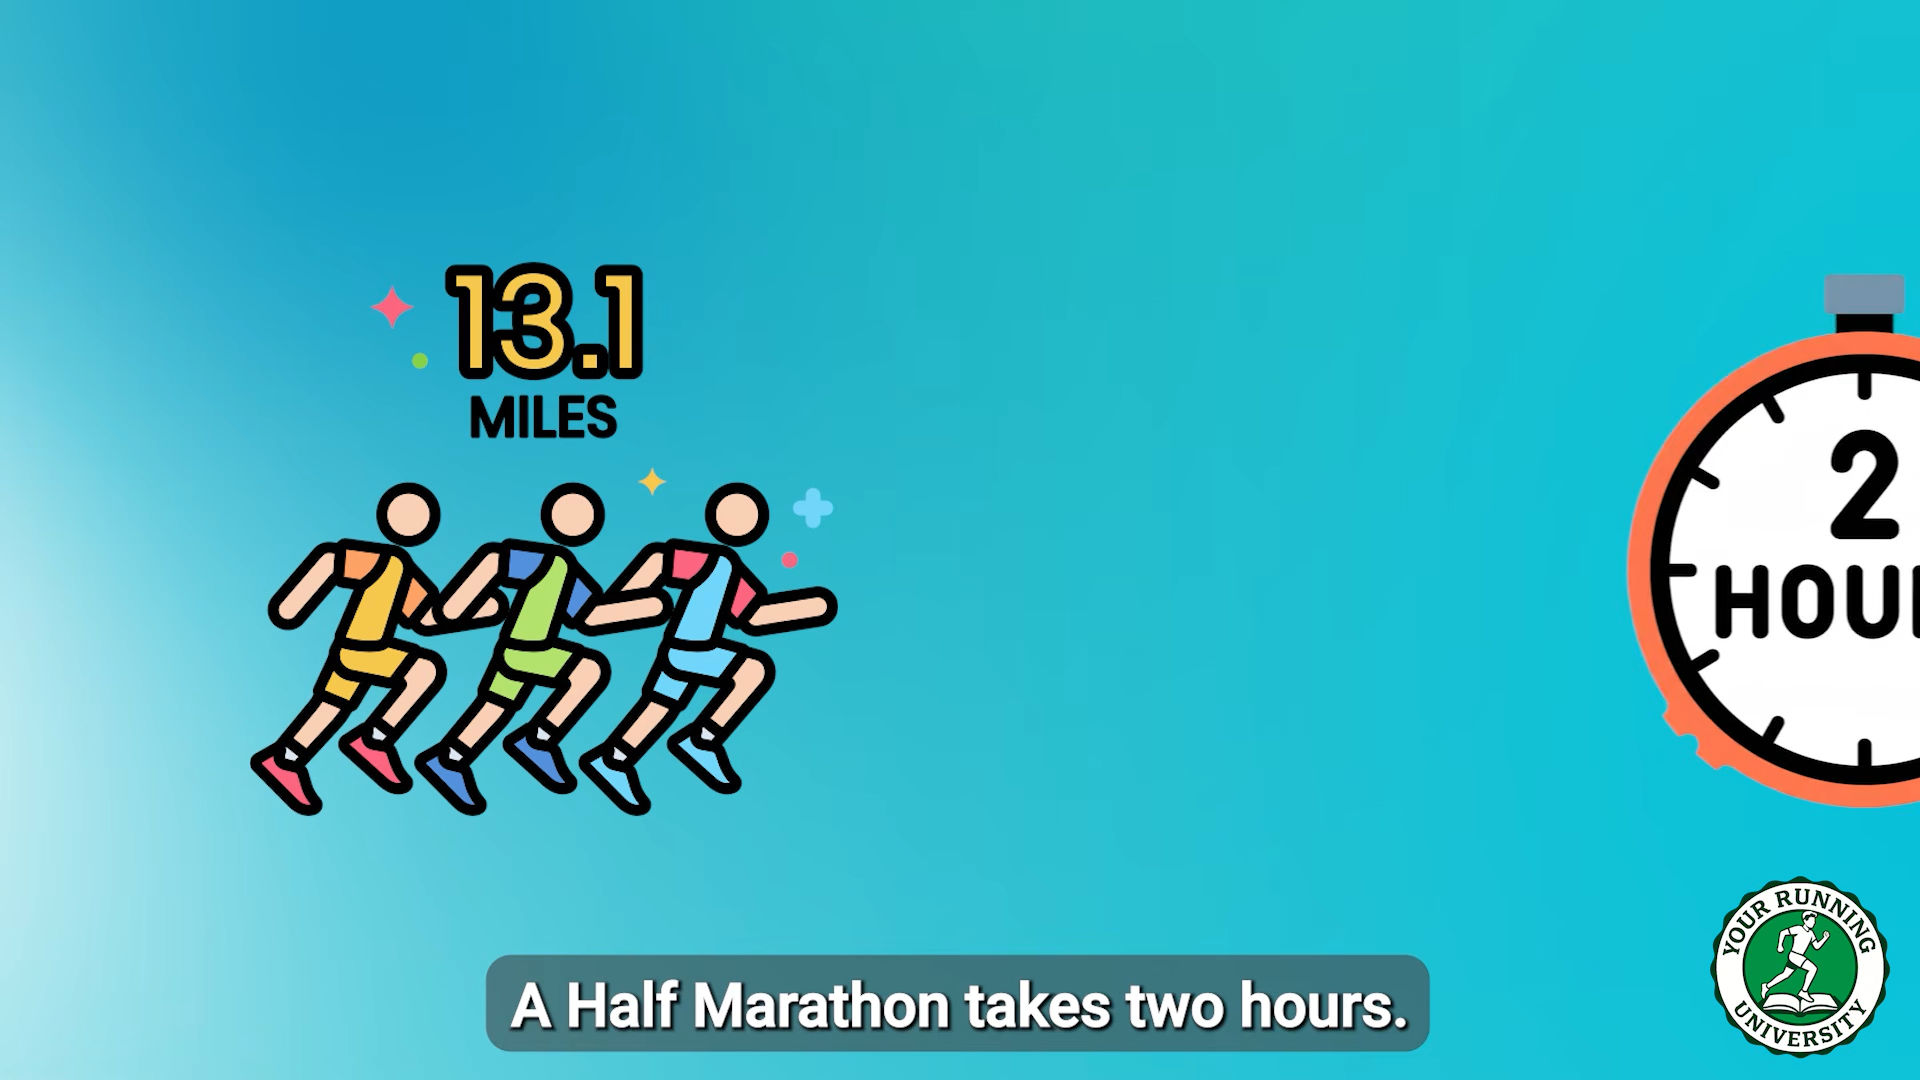 13.1
MILES
2
HOU
A Half Marathon takes two hours.
YOUR RUNNING
UNIVERSITY